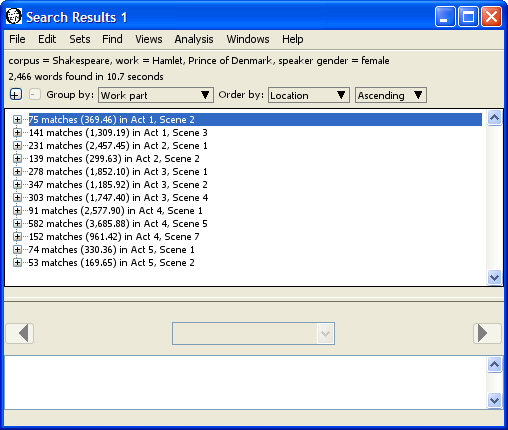 Search Results 1
File Edit Sets Find Views Analysis Windows Help
corpus = Shakespeare, work = Hamlet, Prince of Denmark, speaker gender = female
2,466 words found in 10.7 seconds
Group by: Work part Order by: Location Ascending
75 matches (369.46) in Act 1, Scene 2
141 matches (1,309.19) in Act 1, Scene 3
231 matches (2,457.45) in Act 2, Scene 1
139 matches (299.63) in Act 2, Scene 2
278 matches (1,852.10) in Act 3, Scene 1
347 matches (1,185.92) in Act 3, Scene 2
303 matches (1,747.40) in Act 3, Scene 4
91 matches (2,577.90) in Act 4, Scene 1
582 matches (3,685.88) in Act 4, Scene 5
152 matches (961.42) in Act 4, Scene 7
74 matches (330.36) in Act 5, Scene 1
53 matches (169.65) in Act 5, Scene 2